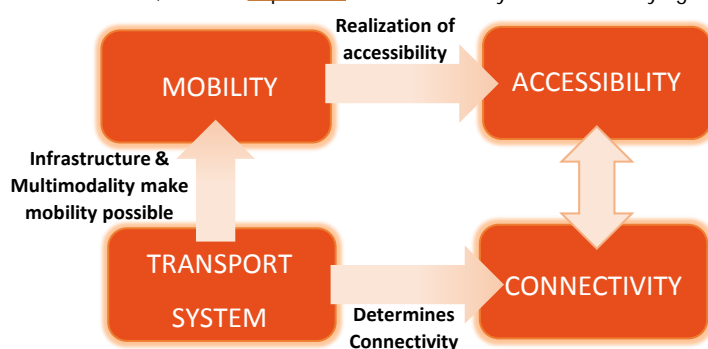 Realization of
accessibility
MOBILITY
ACCESSIBILITY
Infrastructure &
Multimodality make
mobility possible
TRANSPORT
SYSTEM
CONNECTIVITY
Determines
Connectivity